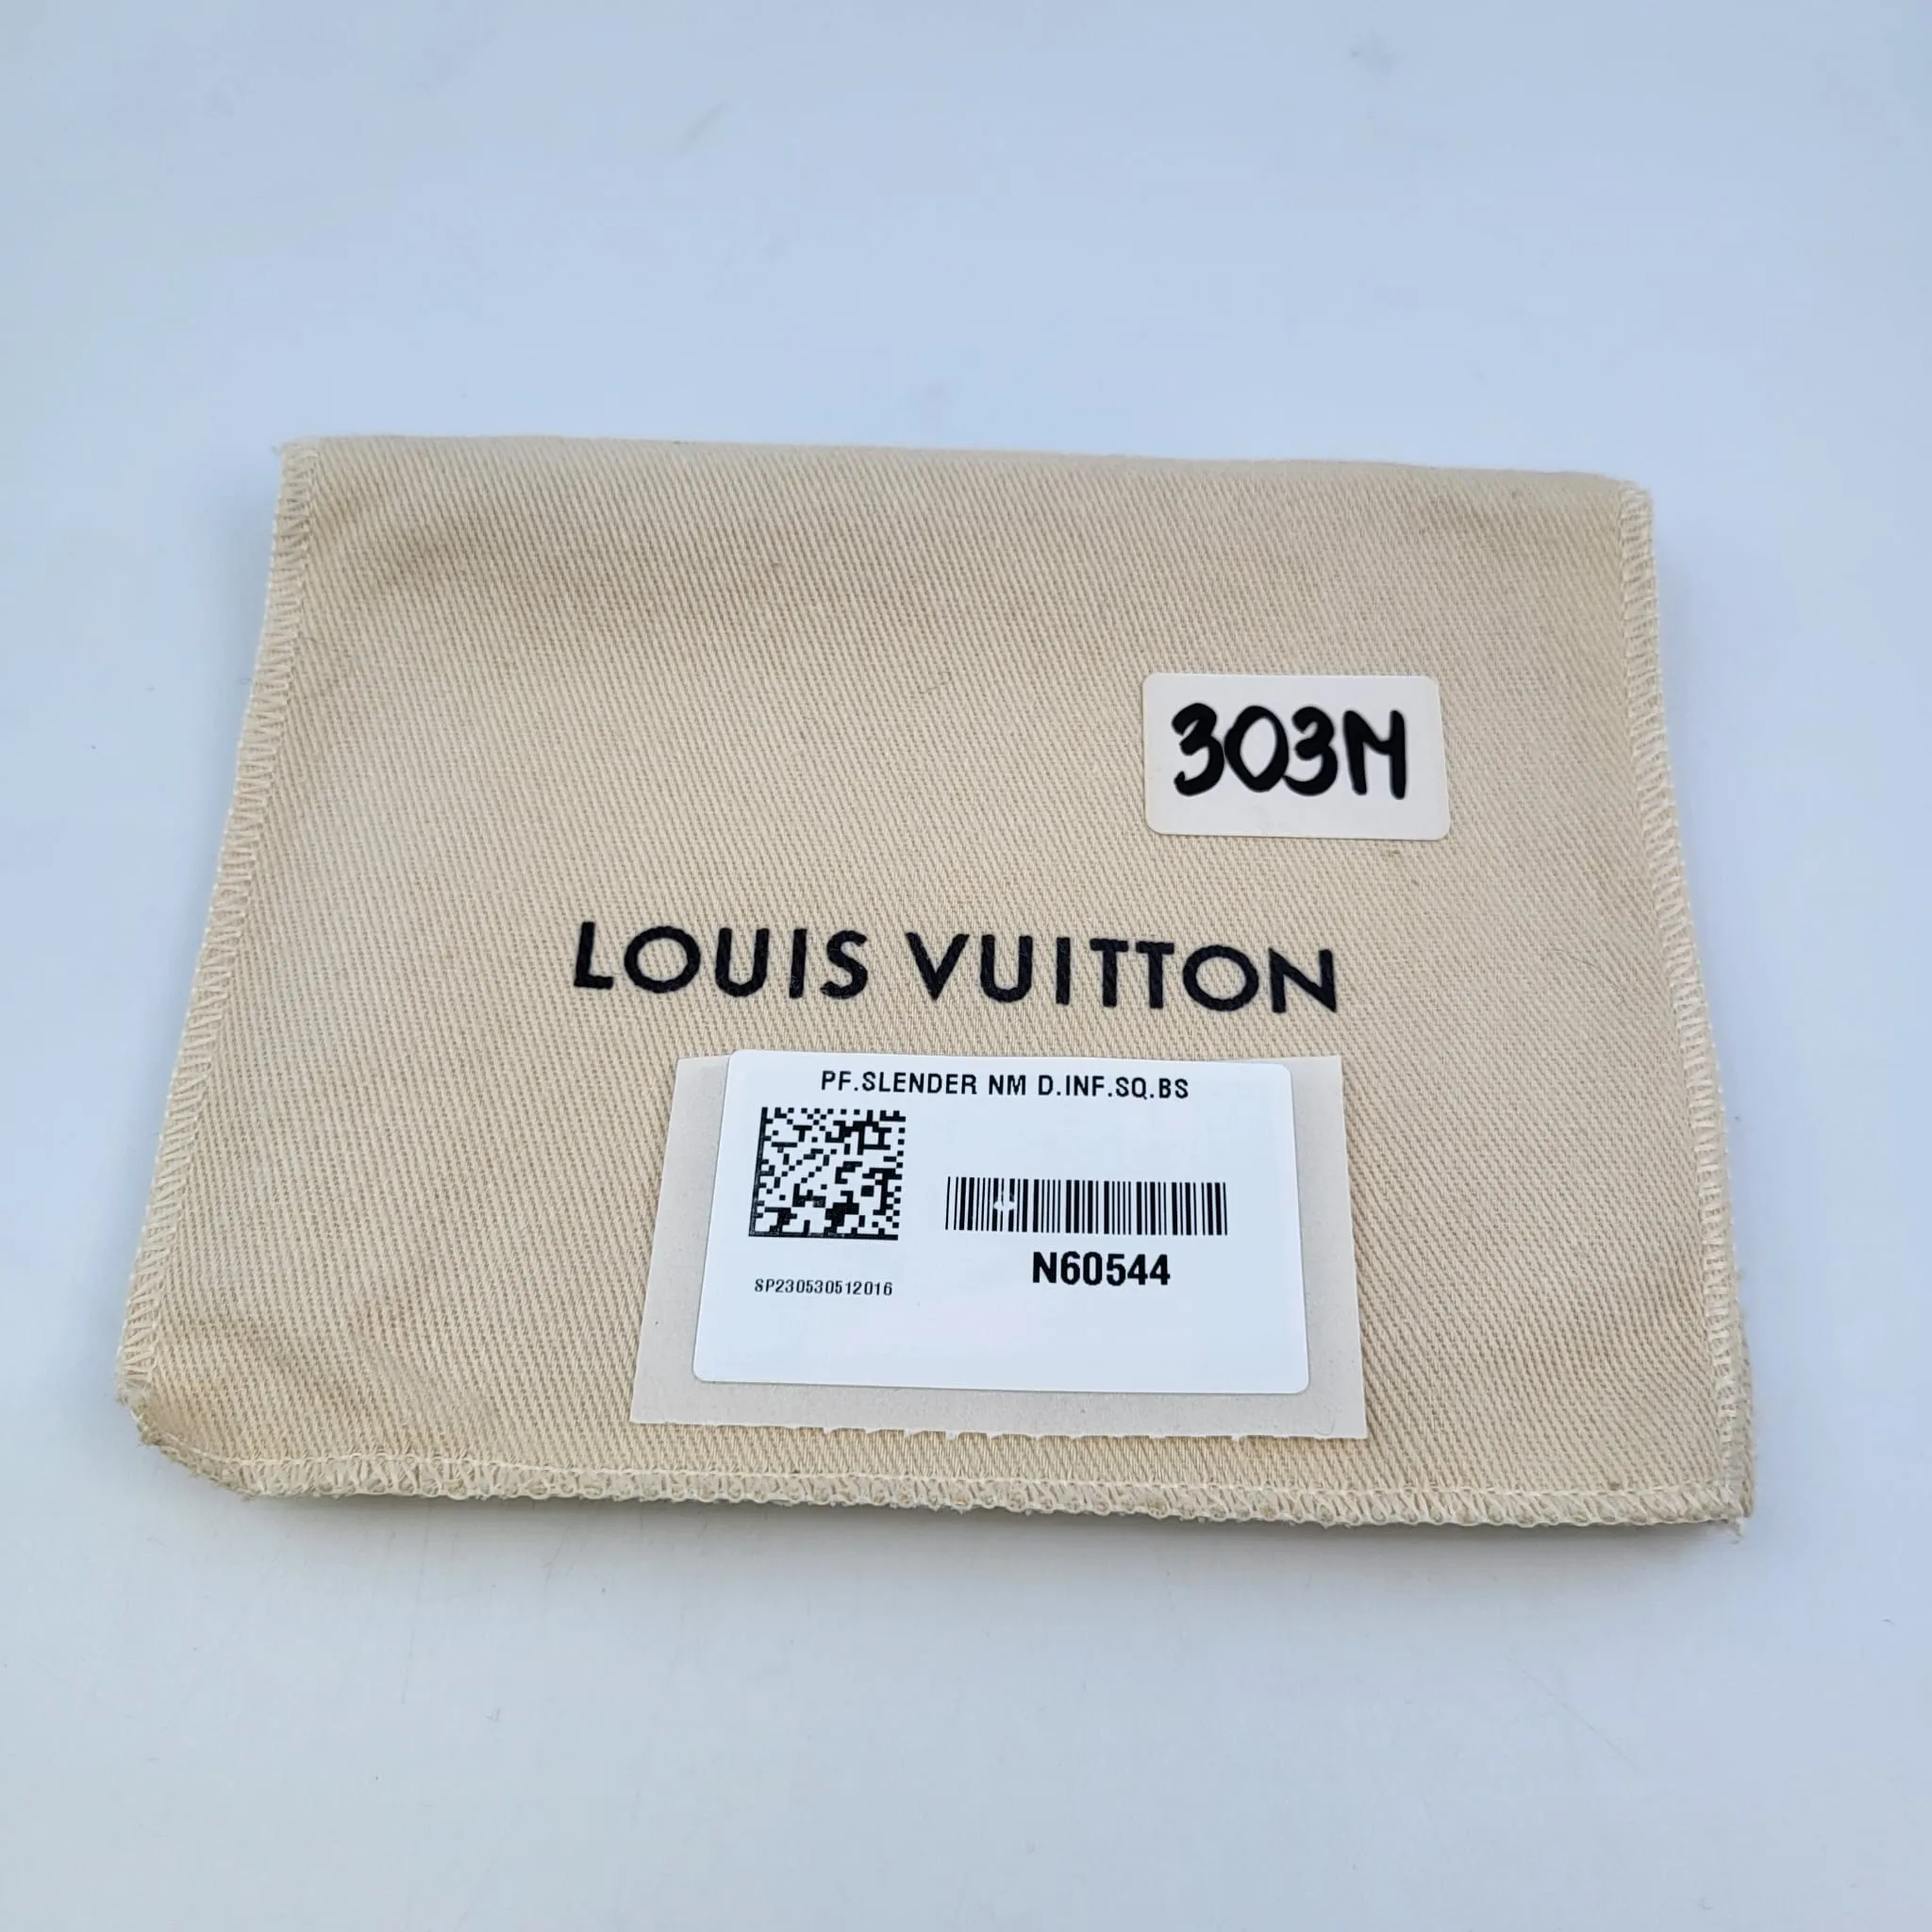 303M
LOUIS VUITTON
PF.SLENDER NM D.INF.SQ.BS
N60544
SP230530512016